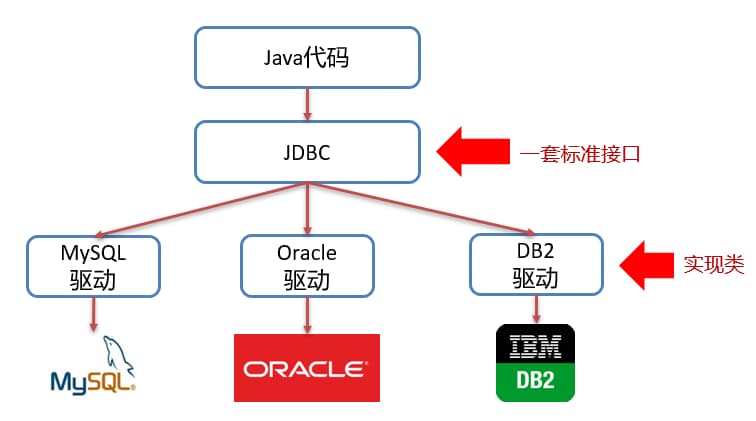 Java代码
JDBC
一套标准接口
MySQL
驱动
Oracle
驱动
DB2
驱动
实现类
MySQL®
ORACLE®
IBM
DB2